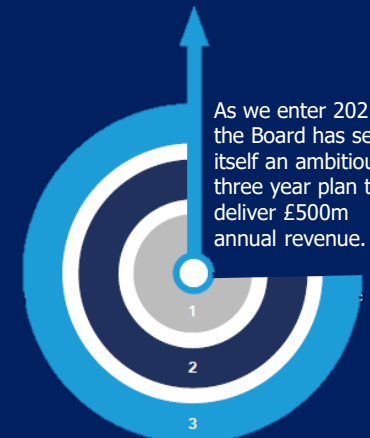 As we enter 202
the Board has se
itself an ambitiou
three year plan t
deliver £500m
annual revenue.
1
2
3